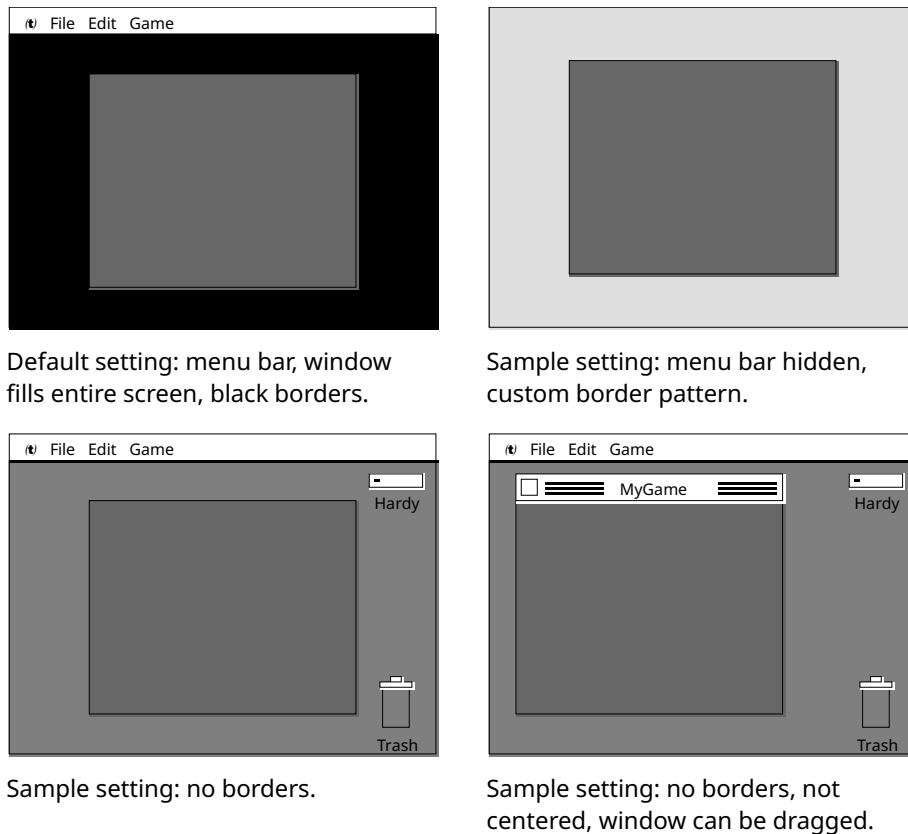 (t) File Edit Game
Default setting: menu bar, window
fills entire screen, black borders.
Sample setting: menu bar hidden,
custom border pattern.
(t) File Edit Game
Hardy
Trash
Sample setting: no borders.
(t) File Edit Game
MyGame
Hardy
Trash
Sample setting: no borders, not
centered, window can be dragged.